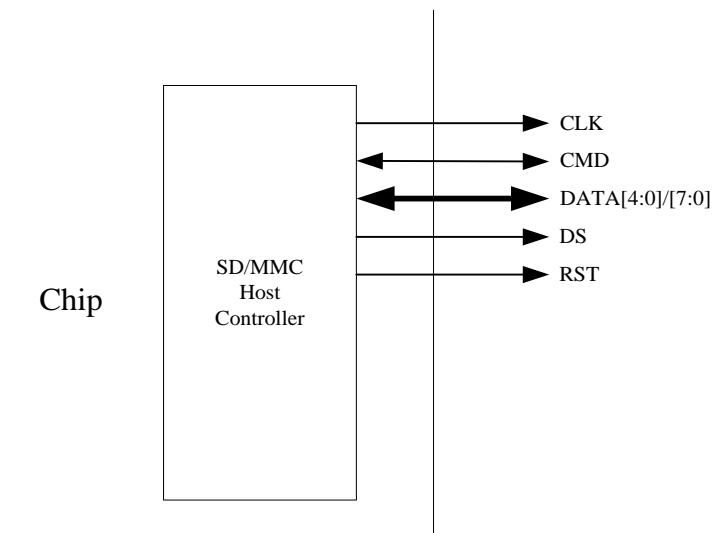 CLK
CMD
DATA[4:0]/[7:0]
DS
RST
SD/MMC
Host
Controller
Chip